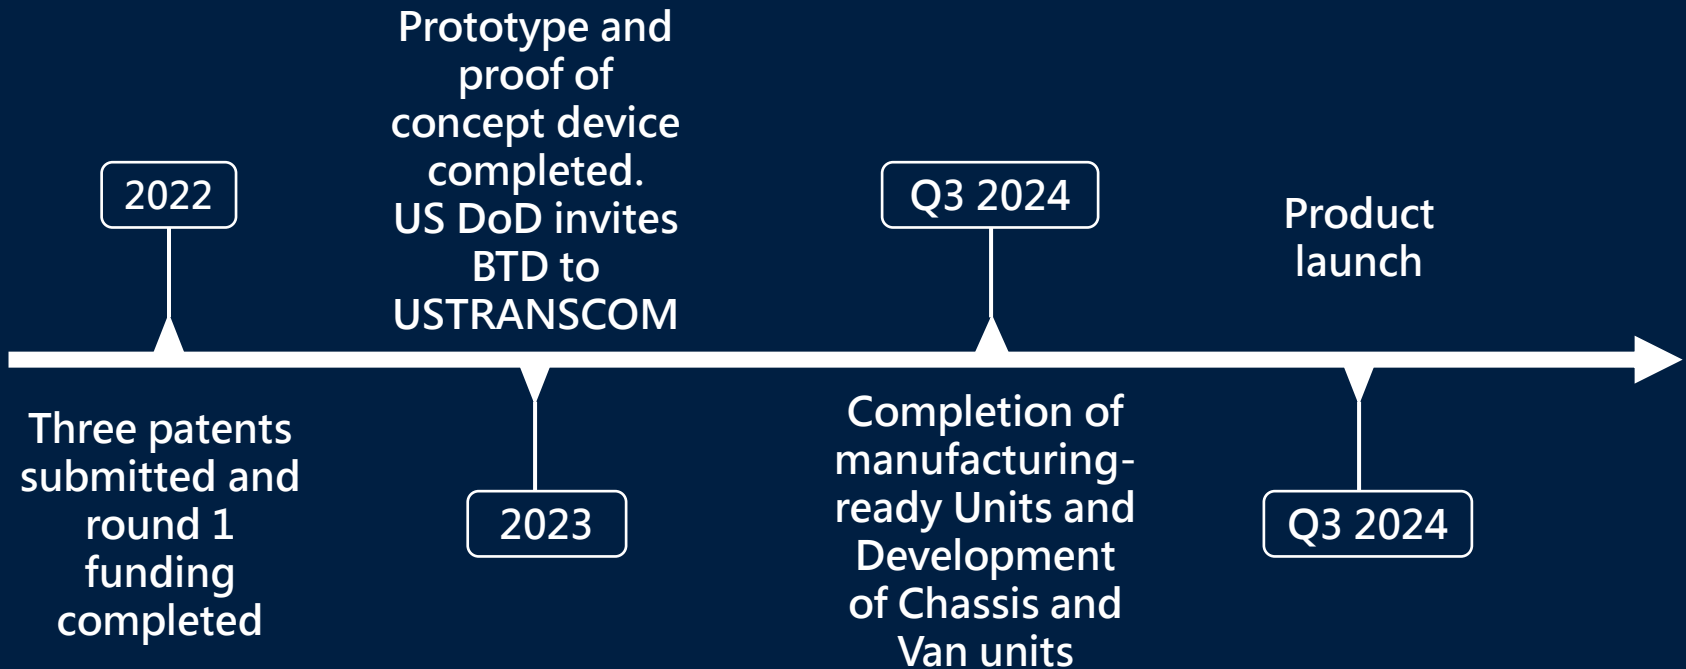 2022
Three patents
submitted and
round 1
funding
completed
Prototype and
proof of
concept device
completed.
US DoD invites
BTD to
USTRANSCOM
2023
Q3 2024
Completion of
manufacturing-
ready Units and
Development
of Chassis and
Van units
Product
launch
Q3 2024